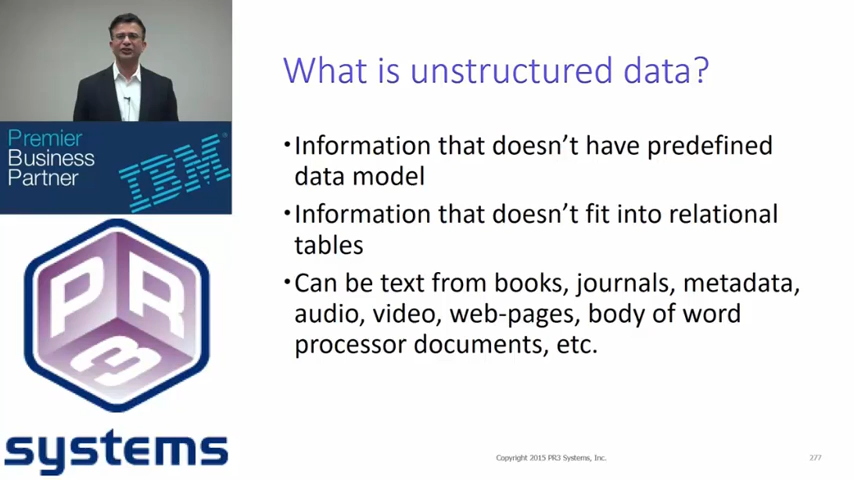 What is unstructured data?
Premier
Business
Partner
IBM
®
•Information that doesn’t have predefined
data model
•Information that doesn’t fit into relational
tables
•Can be text from books, journals, metadata,
audio, video, web-pages, body of word
processor documents, etc.
PR
3
systems
Copyright 2015 PR3 Systems, Inc.
277